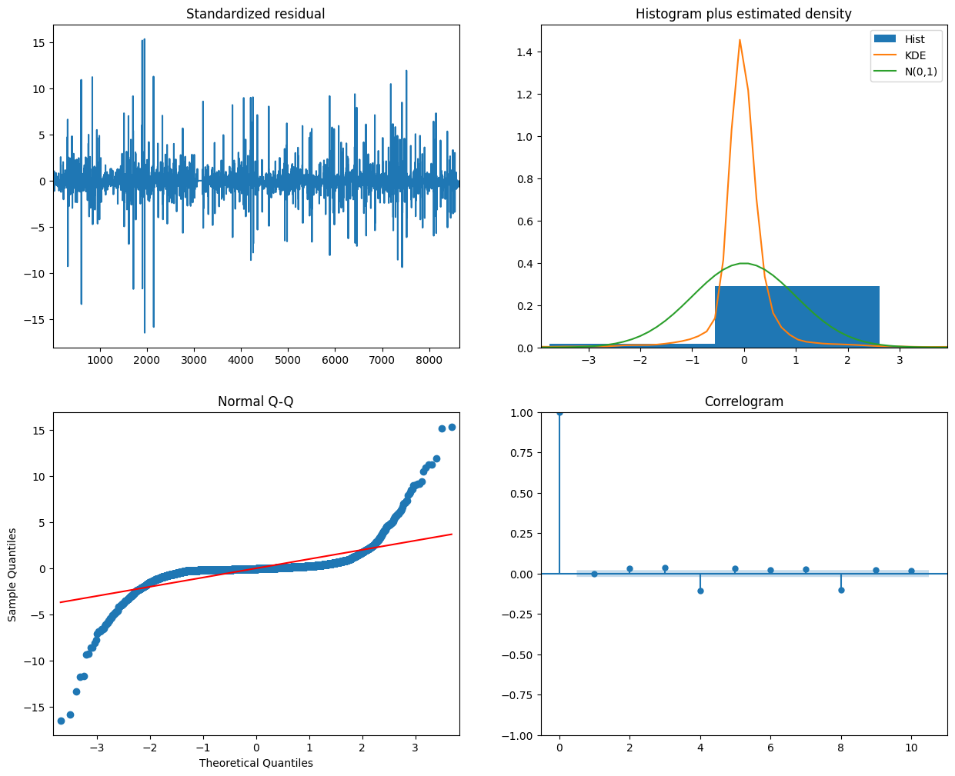 Standardized residual
15
10
5
0
−5
−10
−15
1000 2000 3000 4000 5000 6000 7000 8000
Histogram plus estimated density
Hist
KDE
N(0,1)
1.4
1.2
1.0
0.8
0.6
0.4
0.2
0.0
−3 −2 −1 0 1 2 3
Normal Q-Q
Sample Quantiles
15
10
5
0
−5
−10
−15
−3 −2 −1 0 1 2 3
Theoretical Quantiles
Correlogram
1.00
0.75
0.50
0.25
0.00
−0.25
−0.50
−0.75
−1.00
0 2 4 6 8 10